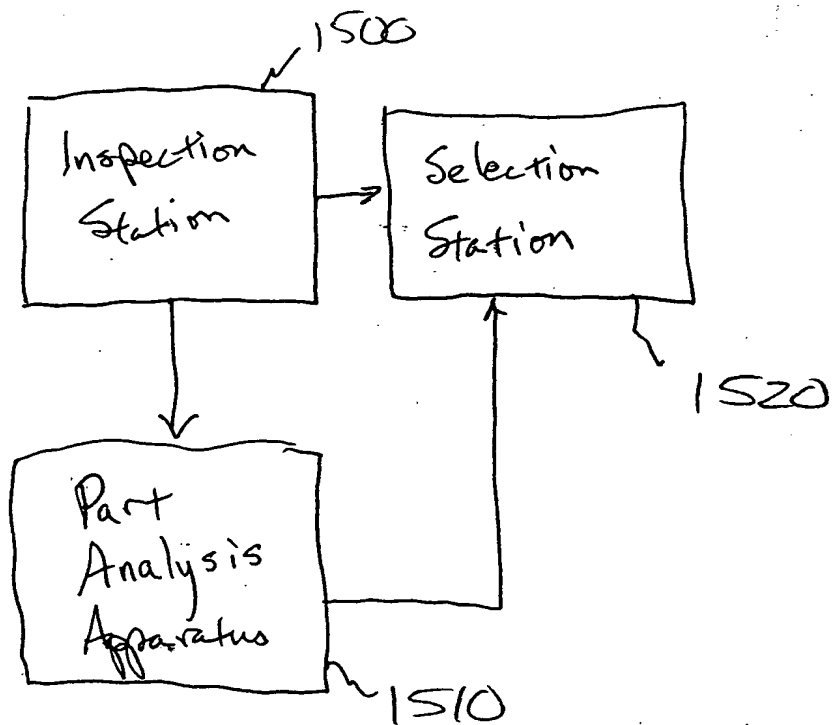 1500
Inspection
Station
Selection
Station
1520
Part
Analysis
Apparatus
1510